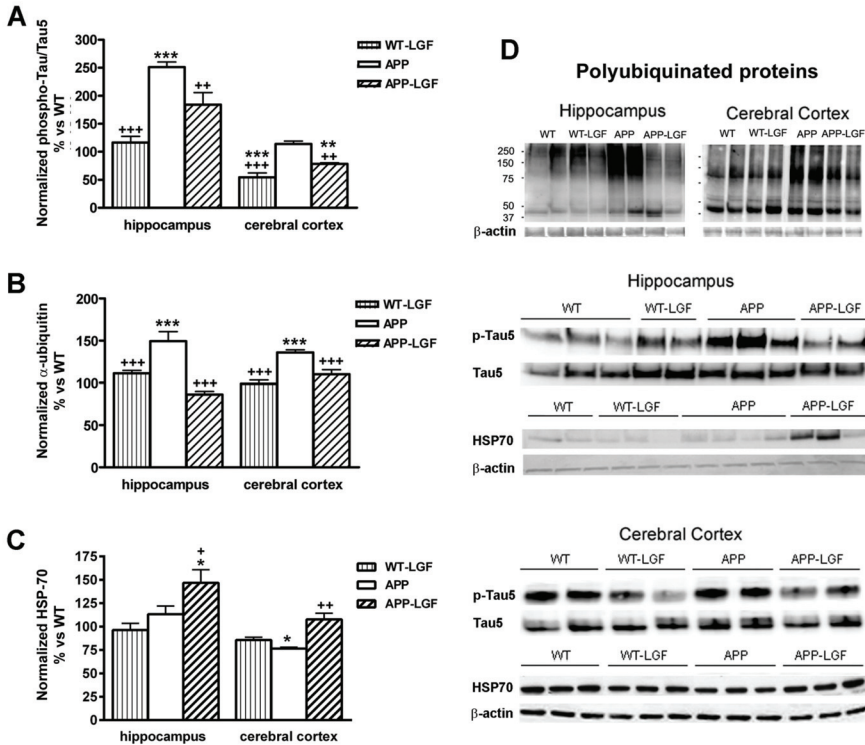 A
Normalized phospho-Tau/Tau5
% vs WT
300
250
200
150
100
50
0
+++
***
++
***
+++
**
++
hippocampus cerebral cortex
WT-LGF
APP
APP-LGF
B
Normalized α-ubiquitin
% vs WT
200
150
100
50
0
+++
***
+++
+++
***
+++
hippocampus cerebral cortex
WT-LGF
APP
APP-LGF
C
Normalized HSP-70
% vs WT
175
150
125
100
75
50
25
0
+
*
*
++
hippocampus cerebral cortex
WT-LGF
APP
APP-LGF
D
Polyubiquinated proteins
Hippocampus Cerebral Cortex
WT WT-LGF APP APP-LGF WT WT-LGF APP APP-LGF
250
150
75
50
37
β-actin
Hippocampus
WT WT-LGF APP APP-LGF
p-Tau5
Tau5
WT WT-LGF APP APP-LGF
HSP70
β-actin
Cerebral Cortex
WT WT-LGF APP APP-LGF
p-Tau5
Tau5
WT WT-LGF APP APP-LGF
HSP70
β-actin